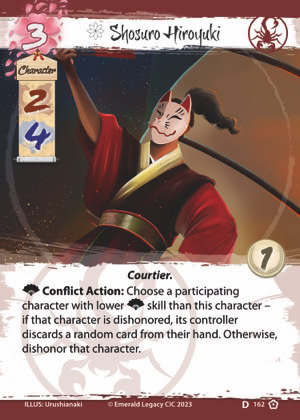 3
Shosuro Hiroyuki
Character
2
4
1
Courtier.
Conflict Action: Choose a participating
character with lower skill than this character –
if that character is dishonored, its controller
discards a random card from their hand. Otherwise,
dishonor that character.
ILLUS: Urushianaki © Emerald Legacy CIC 2023 D 162